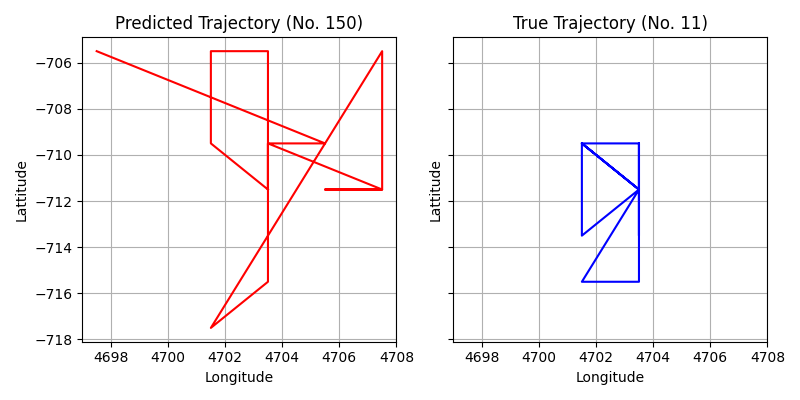 Predicted Trajectory (No. 150)
−706
−708
−710
−712
−714
−716
−718
Lattitude
4698 4700 4702 4704 4706 4708
Longitude
True Trajectory (No. 11)
Lattitude
4698 4700 4702 4704 4706 4708
Longitude